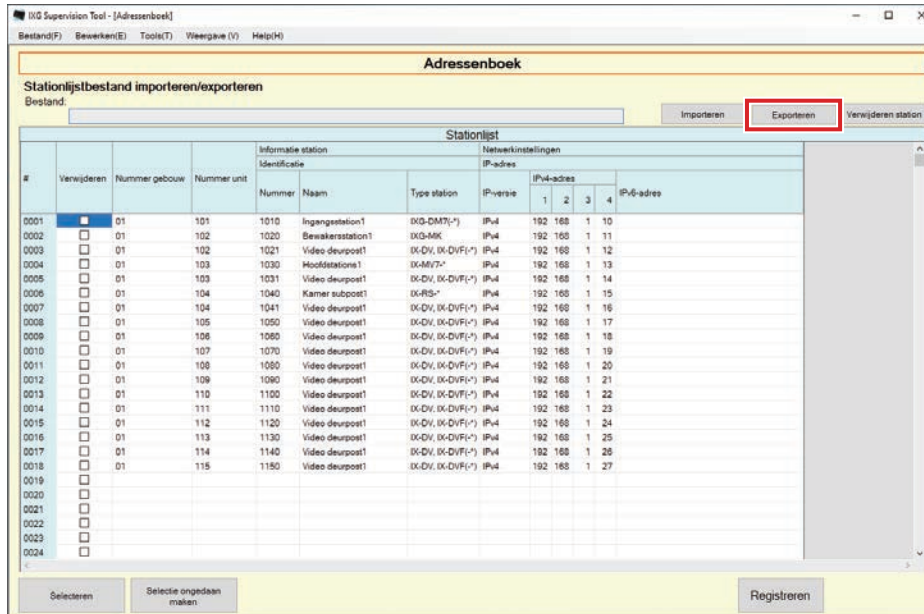 IXG Supervision Tool - [Adressenboek]
Bestand(F) Bewerken(E) Tools(T) Weergave (V) Help(H)
Adressenboek
Stationlijstbestand importeren/exporteren
Bestand:
Importeren Exporteren Verwijderen station
Stationlijst
Informatie station Netwerkinstellingen
Identificatie IP-adres
# Verwijderen Nummer gebouw Nummer unit Nummer Naam Type station IP-versie IPv4-adres IPv6-adres
1 2 3 4
0001 01 101 1010 Ingangsstation1 IXG-DM7(-*) IPv4 192 168 1 10
0002 01 102 1020 Bewakersstation1 IXG-MK IPv4 192 168 1 11
0003 01 102 1021 Video deurpost1 IX-DV, IX-DVF(-*) IPv4 192 168 1 12
0004 01 103 1030 Hoofdstations1 IX-MV7-* IPv4 192 168 1 13
0005 01 103 1031 Video deurpost1 IX-DV, IX-DVF(-*) IPv4 192 168 1 14
0006 01 104 1040 Kamer subpost1 IX-RS-* IPv4 192 168 1 15
0007 01 104 1041 Video deurpost1 IX-DV, IX-DVF(-*) IPv4 192 168 1 16
0008 01 105 1050 Video deurpost1 IX-DV, IX-DVF(-*) IPv4 192 168 1 17
0009 01 106 1060 Video deurpost1 IX-DV, IX-DVF(-*) IPv4 192 168 1 18
0010 01 107 1070 Video deurpost1 IX-DV, IX-DVF(-*) IPv4 192 168 1 19
0011 01 108 1080 Video deurpost1 IX-DV, IX-DVF(-*) IPv4 192 168 1 20
0012 01 109 1090 Video deurpost1 IX-DV, IX-DVF(-*) IPv4 192 168 1 21
0013 01 110 1100 Video deurpost1 IX-DV, IX-DVF(-*) IPv4 192 168 1 22
0014 01 111 1110 Video deurpost1 IX-DV, IX-DVF(-*) IPv4 192 168 1 23
0015 01 112 1120 Video deurpost1 IX-DV, IX-DVF(-*) IPv4 192 168 1 24
0016 01 113 1130 Video deurpost1 IX-DV, IX-DVF(-*) IPv4 192 168 1 25
0017 01 114 1140 Video deurpost1 IX-DV, IX-DVF(-*) IPv4 192 168 1 26
0018 01 115 1150 Video deurpost1 IX-DV, IX-DVF(-*) IPv4 192 168 1 27
0019
0020
0021
0022
0023
0024
Selecteren Selectie ongedaan maken Registreren